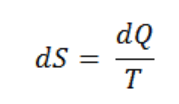 dS = dQ/T